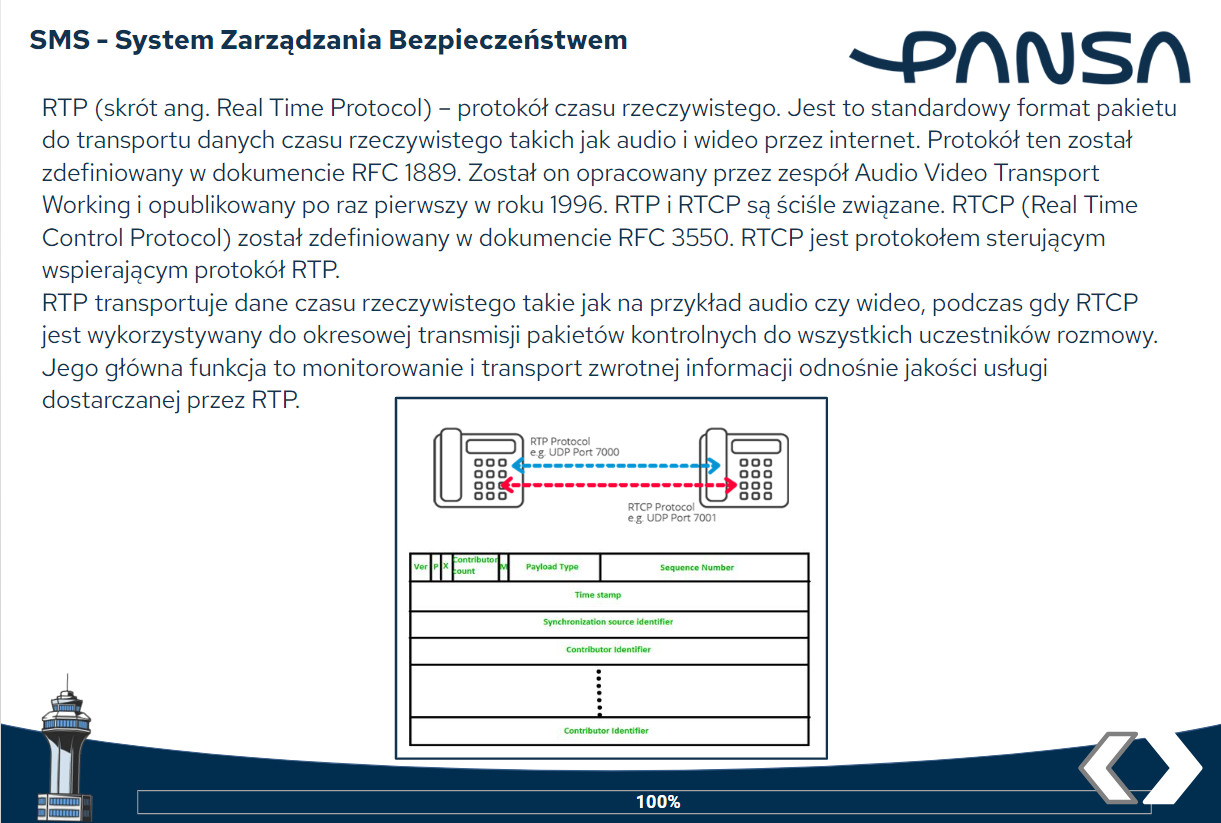 SMS - System Zarządzania Bezpieczeństwem
PANSA
RTP (skrót ang. Real Time Protocol) – protokół czasu rzeczywistego. Jest to standardowy format pakietu
do transportu danych czasu rzeczywistego takich jak audio i wideo przez internet. Protokół ten został
zdefiniowany w dokumencie RFC 1889. Został on opracowany przez zespół Audio Video Transport
Working i opublikowany po raz pierwszy w roku 1996. RTP i RTCP są ściśle związane. RTCP (Real Time
Control Protocol) został zdefiniowany w dokumencie RFC 3550. RTCP jest protokołem sterującym
wspierającym protokół RTP.
RTP transportuje dane czasu rzeczywistego takie jak na przykład audio czy wideo, podczas gdy RTCP
jest wykorzystywany do okresowej transmisji pakietów kontrolnych do wszystkich uczestników rozmowy.
Jego główna funkcja to monitorowanie i transport zwrotnej informacji odnośnie jakości usługi
dostarczanej przez RTP.
RTP Protocol
e.g. UDP Port 7000
RTCP Protocol
e.g. UDP Port 7001
Ver P X Contributor count M Payload Type Sequence Number
Time stamp
Synchronization source identifier
Contributor Identifier
Contributor Identifier
100%